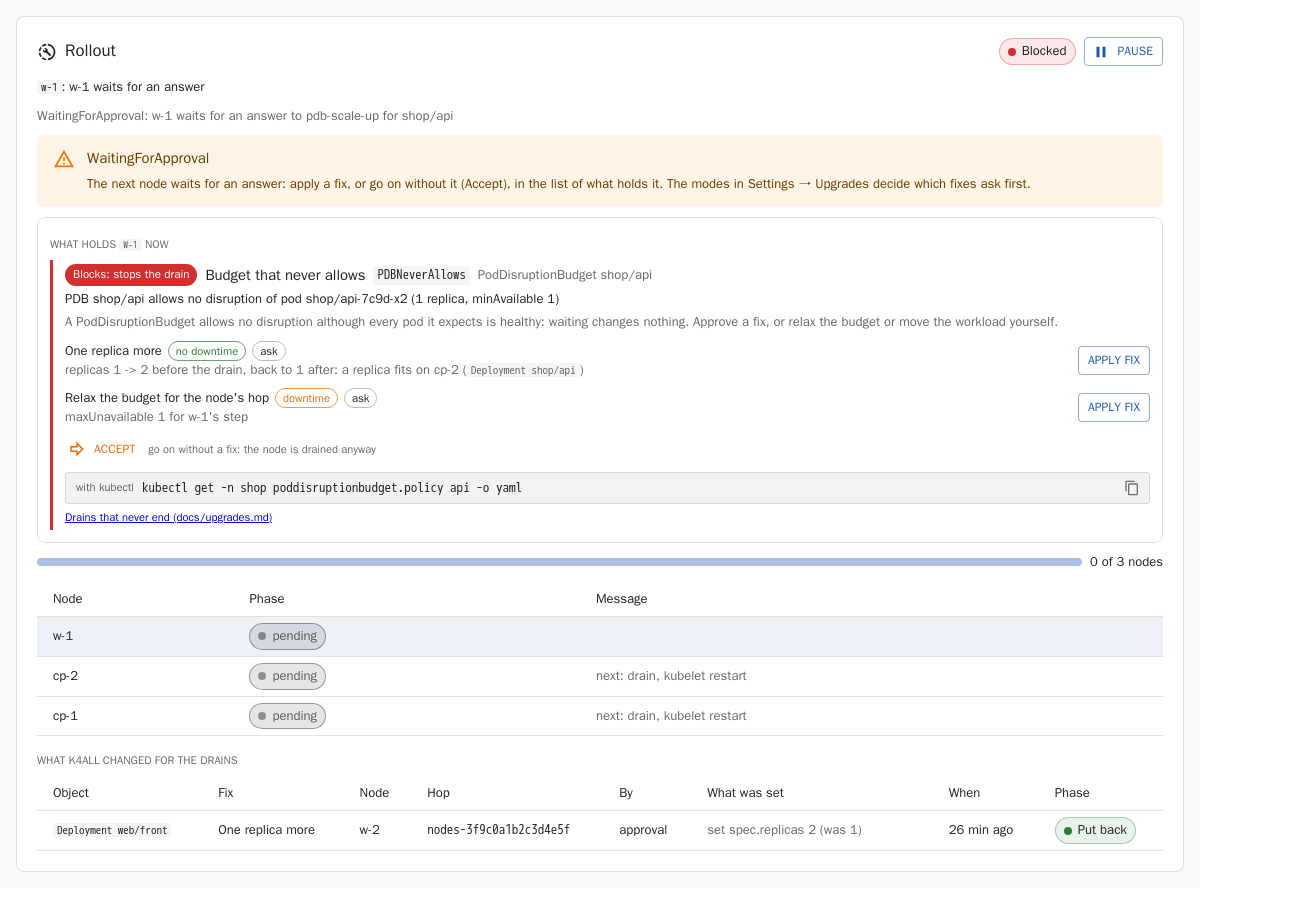 Rollout
Blocked
PAUSE
w-1: w-1 waits for an answer
WaitingForApproval: w-1 waits for an answer to pdb-scale-up for shop/api
WaitingForApproval
The next node waits for an answer: apply a fix, or go on without it (Accept), in the list of what holds it. The modes in Settings → Upgrades decide which fixes ask first.
WHAT HOLDS W-1 NOW
Blocks: stops the drain Budget that never allows PDBNeverAllows PodDisruptionBudget shop/api
PDB shop/api allows no disruption of pod shop/api-7c9d-x2 (1 replica, minAvailable 1)
A PodDisruptionBudget allows no disruption although every pod it expects is healthy: waiting changes nothing. Approve a fix, or relax the budget or move the workload yourself.
One replica more no downtime ask
replicas 1 -> 2 before the drain, back to 1 after: a replica fits on cp-2 ( Deployment shop/api )
APPLY FIX
Relax the budget for the node's hop downtime ask
maxUnavailable 1 for w-1's step
APPLY FIX
ACCEPT go on without a fix: the node is drained anyway
with kubectl kubectl get -n shop poddisruptionbudget.policy api -o yaml
Drains that never end (docs/upgrades.md)
0 of 3 nodes
Node Phase Message
w-1 pending
cp-2 pending next: drain, kubelet restart
cp-1 pending next: drain, kubelet restart
WHAT K4ALL CHANGED FOR THE DRAINS
Object Fix Node Hop By What was set When Phase
Deployment web/front One replica more w-2 nodes-3f9c0a1b2c3d4e5f approval set spec.replicas 2 (was 1) 26 min ago Put back